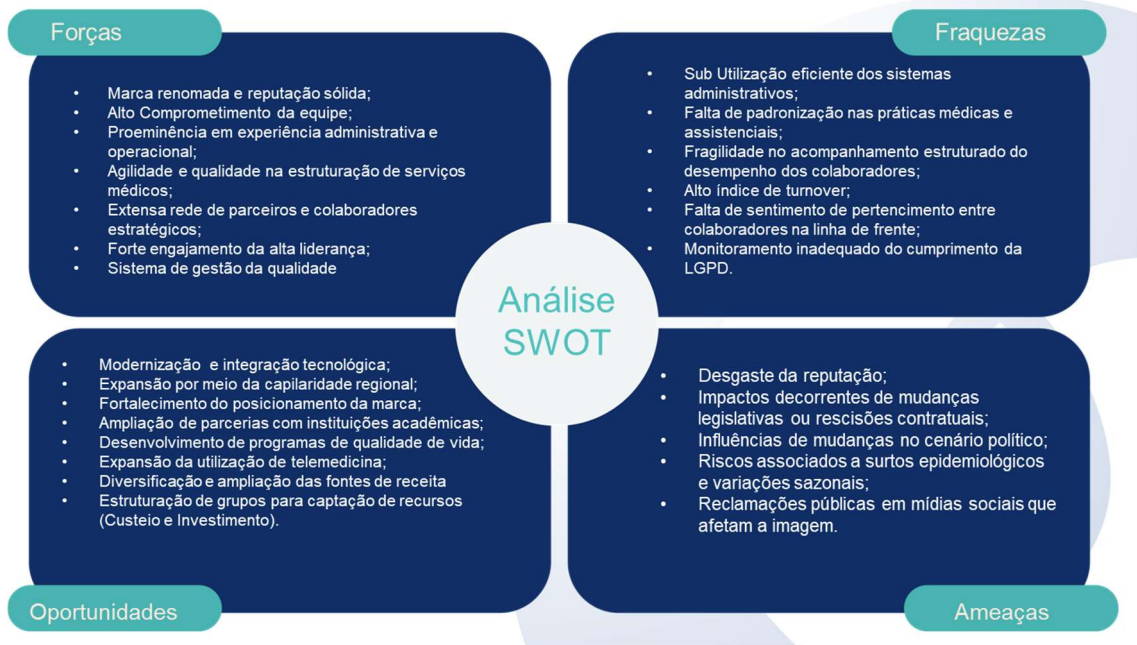 Forças
• Marca renomada e reputação sólida;
• Alto Comprometimento da equipe;
• Proeminência em experiência administrativa e
operacional;
• Agilidade e qualidade na estruturação de serviços
médicos;
• Extensa rede de parceiros e colaboradores
estratégicos;
• Forte engajamento da alta liderança;
• Sistema de gestão da qualidade
Fraquezas
• Sub Utilização eficiente dos sistemas
administrativos;
• Falta de padronização nas práticas médicas e
assistenciais;
• Fragilidade no acompanhamento estruturado do
desempenho dos colaboradores;
• Alto índice de turnover;
• Falta de sentimento de pertencimento entre
colaboradores na linha de frente;
• Monitoramento inadequado do cumprimento da
LGPD.
Análise
SWOT
• Modernização e integração tecnológica;
• Expansão por meio da capilaridade regional;
• Fortalecimento do posicionamento da marca;
• Ampliação de parcerias com instituições acadêmicas;
• Desenvolvimento de programas de qualidade de vida;
• Expansão da utilização de telemedicina;
• Diversificação e ampliação das fontes de receita
• Estruturação de grupos para captação de recursos
(Custeio e Investimento).
Oportunidades
• Desgaste da reputação;
• Impactos decorrentes de mudanças
legislativas ou rescisões contratuais;
• Influências de mudanças no cenário político;
• Riscos associados a surtos epidemiológicos
e variações sazonais;
• Reclamações públicas em mídias sociais que
afetam a imagem.
Ameaças